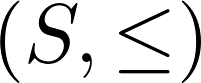 (S, ≤)